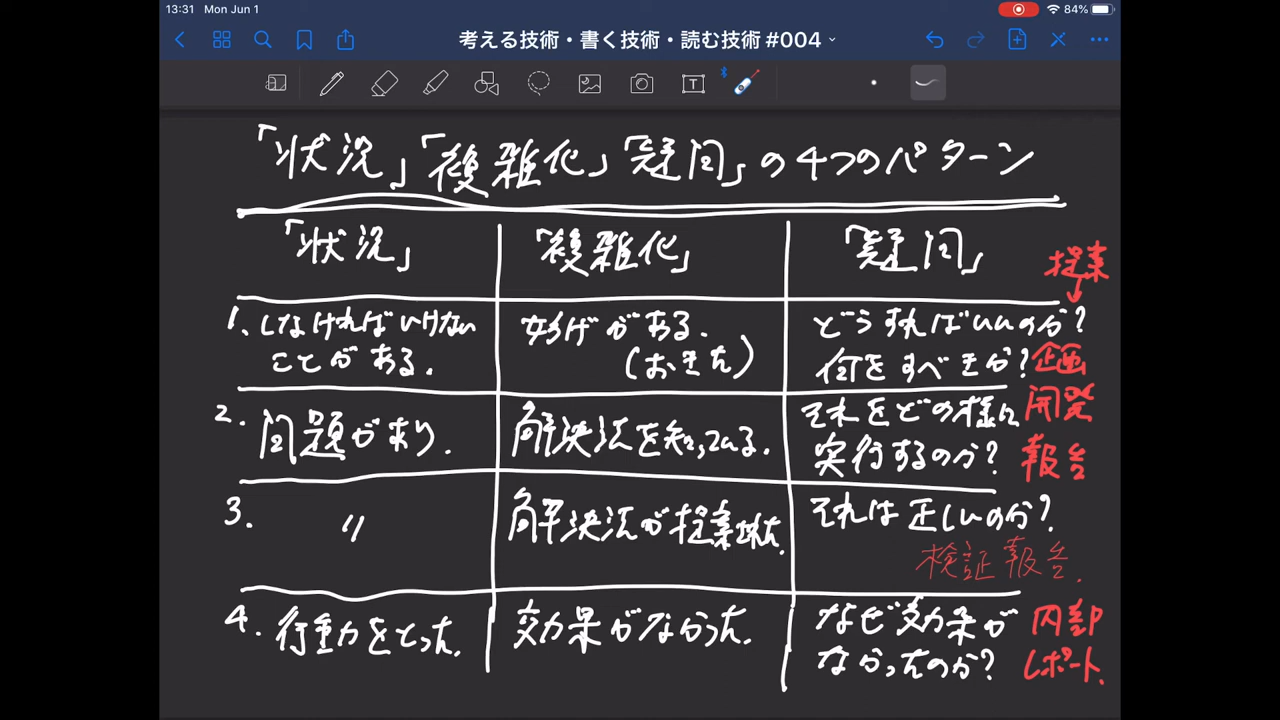 13:31 Mon Jun 1
84%
考える技術・書く技術・読む技術 #004
「状況」「複雑化」「疑問」の4つのパターン
「状況」
「複雑化」
「疑問」
提案
1. しなければいけない
ことがある.
妨げがある.
(おきた)
どうすればいいのか?
何をすべきか? 企画
2. 問題があり.
解決法を知っている.
それをどの様に 開発
実行するのか? 報告
3. 〃
解決法が提案された.
それは正しいのか?
検証報告.
4. 行動をとった.
効果がなかった.
なぜ効果が 内部
なかったのか? レポート.